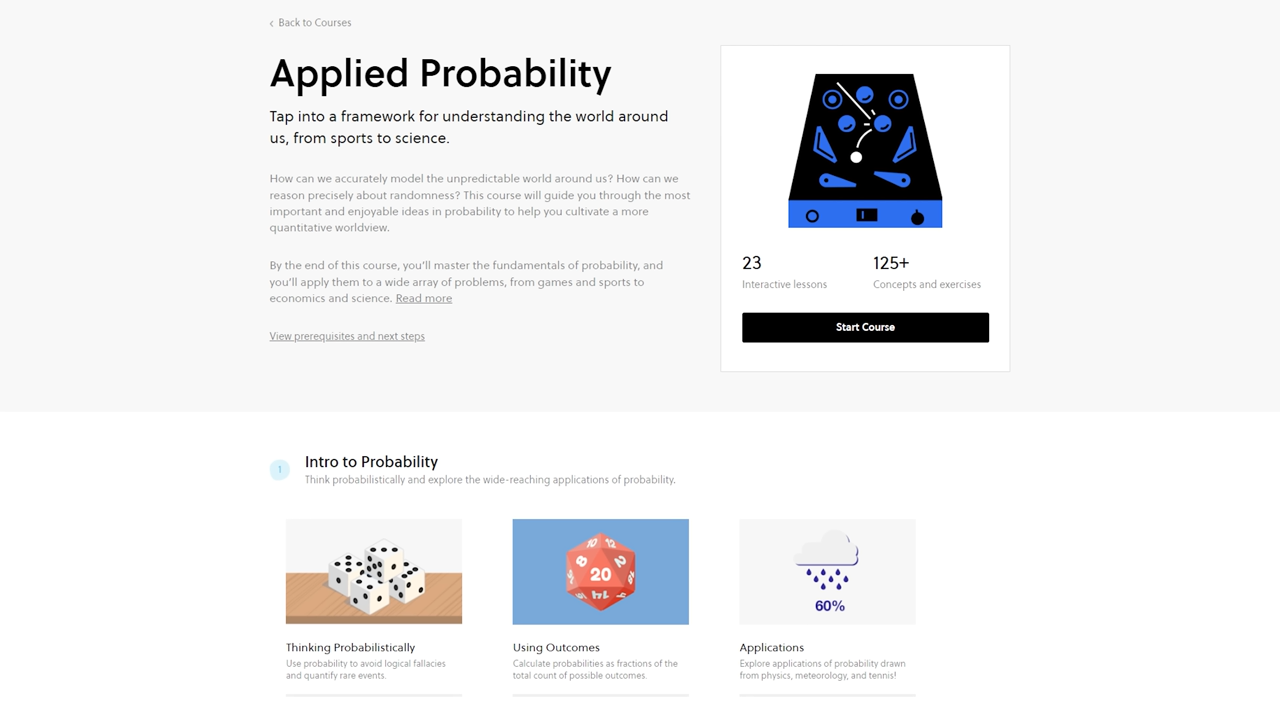 ‹ Back to Courses
Applied Probability
Tap into a framework for understanding the world around
us, from sports to science.
How can we accurately model the unpredictable world around us? How can we
reason precisely about randomness? This course will guide you through the most
important and enjoyable ideas in probability to help you cultivate a more
quantitative worldview.
By the end of this course, you’ll master the fundamentals of probability, and
you’ll apply them to a wide array of problems, from games and sports to
economics and science. Read more
View prerequisites and next steps
23
Interactive lessons
125+
Concepts and exercises
Start Course
1
Intro to Probability
Think probabilistically and explore the wide-reaching applications of probability.
10 12
8 20 2
60%
Thinking Probabilistically
Use probability to avoid logical fallacies
and quantify rare events.
Using Outcomes
Calculate probabilities as fractions of the
total count of possible outcomes.
Applications
Explore applications of probability drawn
from physics, meteorology, and tennis!